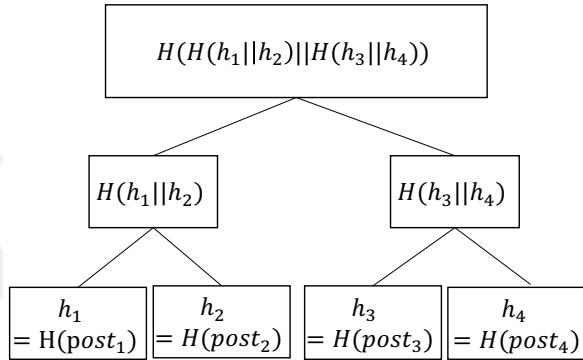 H(H(h₁||h₂)||H(h₃||h₄))
H(h₁||h₂)
H(h₃||h₄)
h₁
= H(post₁)
h₂
= H(post₂)
h₃
= H(post₃)
h₄
= H(post₄)